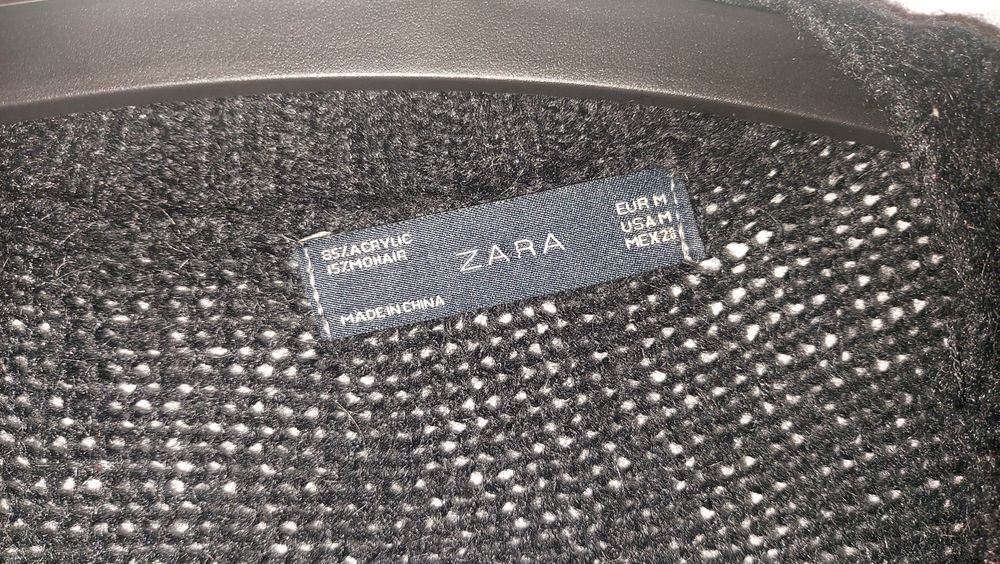 85%ACRYLIC
15%MOHAIR
MADE IN CHINA
ZARA
EUR M
USA M
MEX 28